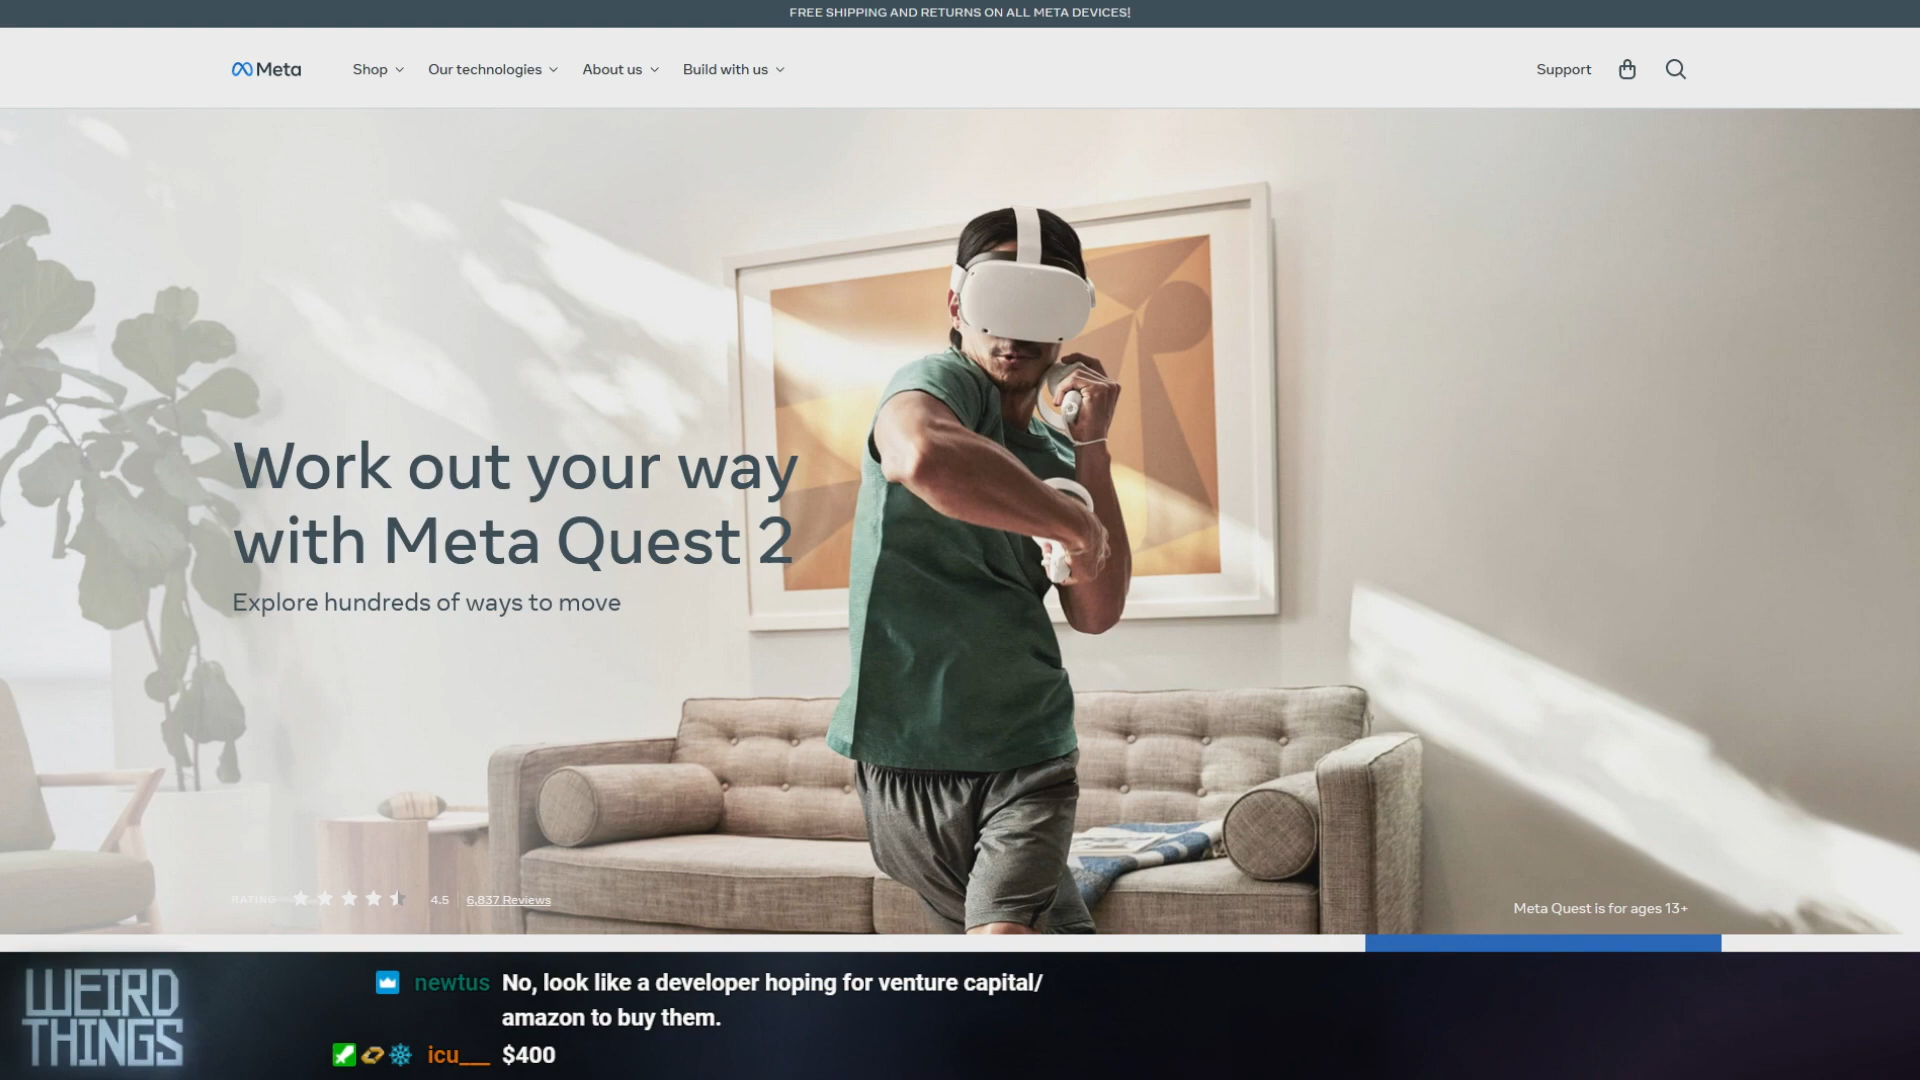 FREE SHIPPING AND RETURNS ON ALL META DEVICES!
Meta Shop Our technologies About us Build with us Support
Work out your way
with Meta Quest 2
Explore hundreds of ways to move
RATING 4.5 6,837 Reviews
Meta Quest is for ages 13+
WEIRD
THINGS
newtus No, look like a developer hoping for venture capital/
amazon to buy them.
icu___ $400